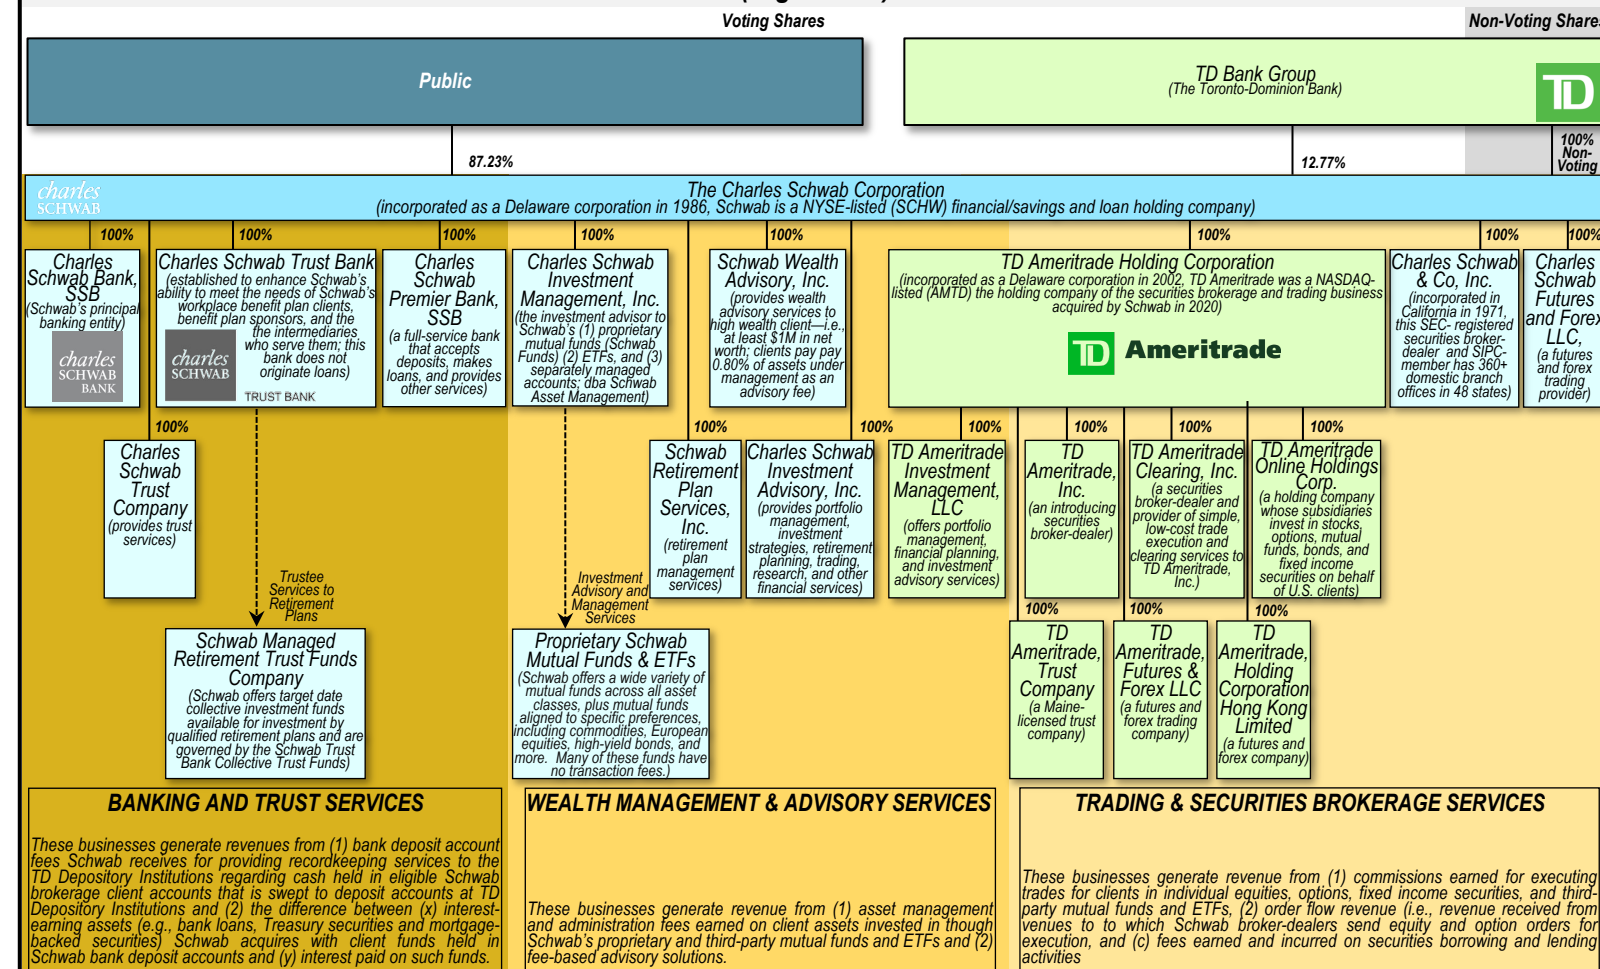 Voting Shares
Non-Voting Shares
Public
TD Bank Group
(The Toronto-Dominion Bank)
TD
87.23%
12.77%
100%
Non-
Voting
charles
SCHWAB
The Charles Schwab Corporation
(incorporated as a Delaware corporation in 1986, Schwab is a NYSE-listed (SCHW) financial/savings and loan holding company)
100%
100%
100%
100%
100%
100%
100%
100%
Charles
Schwab Bank,
SSB
(Schwab's principal
banking entity)
charles
SCHWAB
BANK
Charles Schwab Trust Bank
(established to enhance Schwab's
ability to meet the needs of Schwab's
workplace benefit plan clients,
benefit plan sponsors, and the
the intermediaries
who serve them; this
bank does not
originate loans)
charles
SCHWAB
TRUST BANK
Charles
Schwab
Premier Bank,
SSB
(a full-service bank
that accepts
deposits, makes
loans, and provides
other services)
Charles Schwab
Investment
Management, Inc.
(the investment advisor to
Schwab's (1) proprietary
mutual funds (Schwab
Funds) (2) ETFs, and (3)
separately managed
accounts; dba Schwab
Asset Management)
Schwab Wealth
Advisory, Inc.
(provides wealth
advisory services to
high wealth client—i.e.,
at least $1M in net
worth; clients pay pay
0.80% of assets under
management as an
advisory fee)
TD Ameritrade Holding Corporation
(incorporated as a Delaware corporation in 2002, TD Ameritrade was a NASDAQ-
listed (AMTD) the holding company of the securities brokerage and trading business
acquired by Schwab in 2020)
TD Ameritrade
Charles Schwab
& Co, Inc.
(incorporated in
California in 1971,
this SEC- registered
securities broker-
dealer and SIPC-
member has 360+
domestic branch
offices in 48 states)
Charles
Schwab
Futures
and Forex
LLC,
(a futures
and forex
trading
provider)
100%
100%
100%
100%
100%
100%
100%
Charles
Schwab
Trust
Company
(provides trust
services)
Schwab
Retirement
Plan
Services,
Inc.
(retirement
plan
management
services)
Charles Schwab
Investment
Advisory, Inc.
(provides portfolio
management,
investment
strategies, retirement
planning, trading,
research, and other
financial services)
TD Ameritrade
Investment
Management,
LLC
(offers portfolio
management,
financial planning,
and investment
advisory services)
TD
Ameritrade,
Inc.
(an introducing
securities
broker-dealer)
TD Ameritrade
Clearing, Inc.
(a securities
broker-dealer and
provider of simple,
low-cost trade
execution and
clearing services to
TD Ameritrade,
Inc.)
TD Ameritrade
Online Holdings
Corp.
(a holding company
whose subsidiaries
invest in stocks,
options, mutual
funds, bonds, and
fixed income
securities on behalf
of U.S. clients)
Trustee
Services to
Retirement
Plans
Investment
Advisory and
Management
Services
100%
100%
100%
Schwab Managed
Retirement Trust Funds
Company
(Schwab offers target date
collective investment funds
available for investment by
qualified retirement plans and are
governed by the Schwab Trust
Bank Collective Trust Funds)
Proprietary Schwab
Mutual Funds & ETFs
(Schwab offers a wide variety of
mutual funds across all asset
classes, plus mutual funds
aligned to specific preferences,
including commodities, European
equities, high-yield bonds, and
more. Many of these funds have
no transaction fees.)
TD
Ameritrade,
Trust
Company
(a Maine-
licensed trust
company)
TD
Ameritrade,
Futures &
Forex LLC
(a futures and
forex trading
company)
TD
Ameritrade,
Holding
Corporation
Hong Kong
Limited
(a futures and
forex company)
BANKING AND TRUST SERVICES
These businesses generate revenues from (1) bank deposit account
fees Schwab receives for providing recordkeeping services to the
TD Depository Institutions regarding cash held in eligible Schwab
brokerage client accounts that is swept to deposit accounts at TD
Depository Institutions and (2) the difference between (x) interest-
earning assets (e.g., bank loans, Treasury securities and mortgage-
backed securities) Schwab acquires with client funds held in
Schwab bank deposit accounts and (y) interest paid on such funds.
WEALTH MANAGEMENT & ADVISORY SERVICES
These businesses generate revenue from (1) asset management
and administration fees earned on client assets invested in though
Schwab's proprietary and third-party mutual funds and ETFs and (2)
fee-based advisory solutions.
TRADING & SECURITIES BROKERAGE SERVICES
These businesses generate revenue from (1) commissions earned for executing
trades for clients in individual equities, options, fixed income securities, and third-
party mutual funds and ETFs, (2) order flow revenue (i.e., revenue received from
venues to to which Schwab broker-dealers send equity and option orders for
execution, and (c) fees earned and incurred on securities borrowing and lending
activities